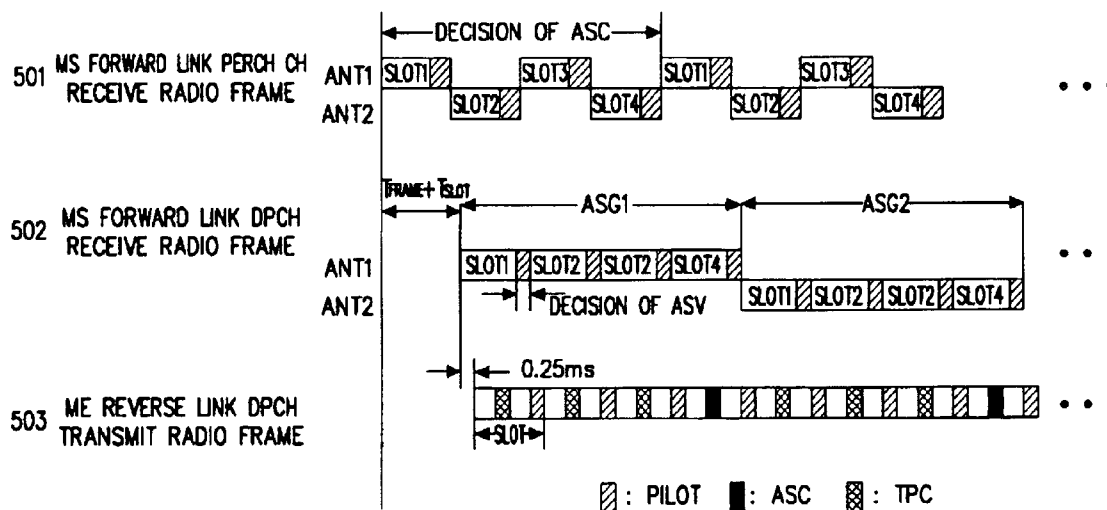 DECISION OF ASC
501 MS FORWARD LINK PERCH CH
RECEIVE RADIO FRAME
ANT1
SLOT1 SLOT3 SLOT1 SLOT3
ANT2
SLOT2 SLOT4 SLOT2 SLOT4
• • •
TFRAME+ TSLOT
ASG1 ASG2
502 MS FORWARD LINK DPCH
RECEIVE RADIO FRAME
• •
ANT1
SLOT1 SLOT2 SLOT2 SLOT4
ANT2
DECISION OF ASV
SLOT1 SLOT2 SLOT2 SLOT4
0.25ms
503 ME REVERSE LINK DPCH
TRANSMIT RADIO FRAME
• •
SLOT
: PILOT : ASC : TPC